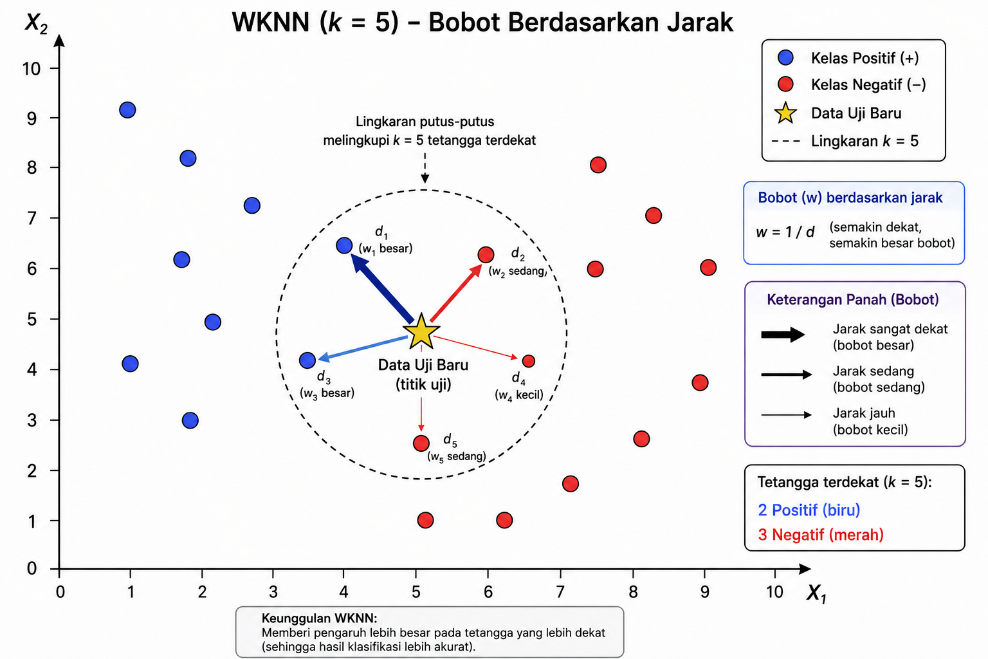 WKNN (k = 5) – Bobot Berdasarkan Jarak
X₂
10
9
8
7
6
5
4
3
2
1
0
Lingkaran putus-putus
melingkupi k = 5 tetangga terdekat
d₁
(w₁ besar)
d₂
(w₂ sedang)
d₃
(w₃ besar)
d₄
(w₄ kecil)
d₅
(w₅ sedang)
Data Uji Baru
(titik uji)
0 1 2 3 4 5 6 7 8 9 10
X₁
Kelas Positif (+)
Kelas Negatif (–)
Data Uji Baru
Lingkaran k = 5
Bobot (w) berdasarkan jarak
w = 1 / d (semakin dekat,
semakin besar bobot)
Keterangan Panah (Bobot)
Jarak sangat dekat
(bobot besar)
Jarak sedang
(bobot sedang)
Jarak jauh
(bobot kecil)
Tetangga terdekat (k = 5):
2 Positif (biru)
3 Negatif (merah)
Keunggulan WKNN:
Memberi pengaruh lebih besar pada tetangga yang lebih dekat
(sehingga hasil klasifikasi lebih akurat).